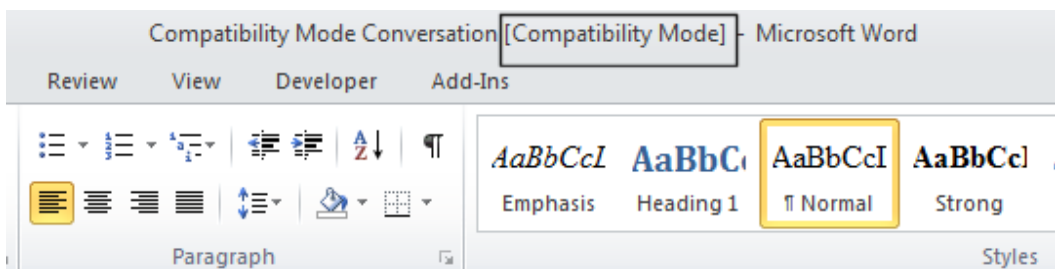 Compatibility Mode Conversation [Compatibility Mode] - Microsoft Word
Review View Developer Add-Ins
AaBbCcI AaBbC AaBbCcI AaBbCcl
Emphasis Heading 1 ¶ Normal Strong
Paragraph Styles